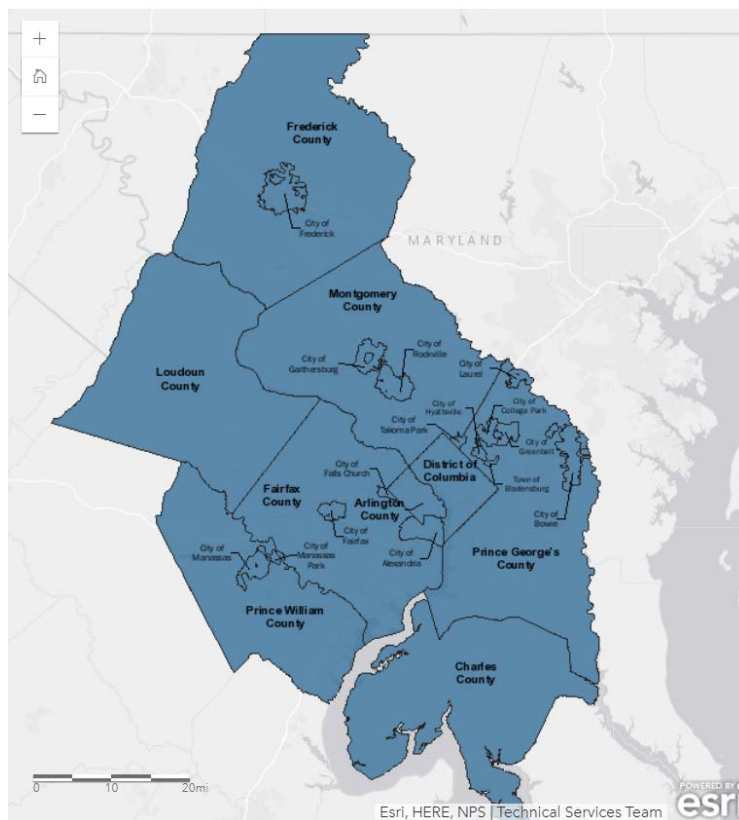 +
−
Frederick
County
City of
Frederick
MARYLAND
Montgomery
County
City of
Rockville
City of
Gaithersburg
City of
Laurel
Loudoun
County
City of
Hyattsville
City of
College Park
City of
Takoma Park
City of
Greenbelt
City of
Falls Church
District of
Columbia
Fairfax
County
Town of
Bladensburg
Arlington
County
City of
Bowie
City of
Fairfax
City of
Manassas
City of
Manassas
Park
City of
Alexandria
Prince George's
County
Prince William
County
Charles
County
0 10 20mi
POWERED BY
esri
Esri, HERE, NPS | Technical Services Team